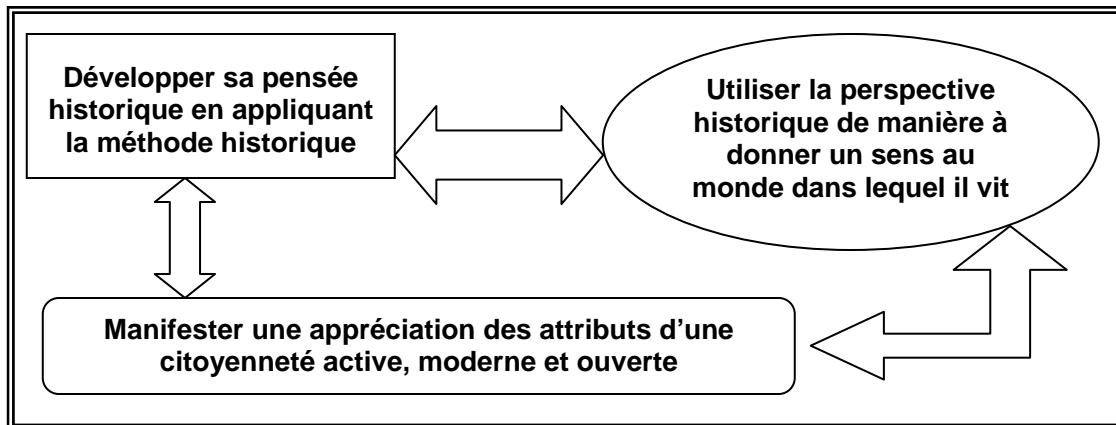 Développer sa pensée
historique en appliquant
la méthode historique
Utiliser la perspective
historique de manière à
donner un sens au
monde dans lequel il vit
Manifester une appréciation des attributs d’une
citoyenneté active, moderne et ouverte